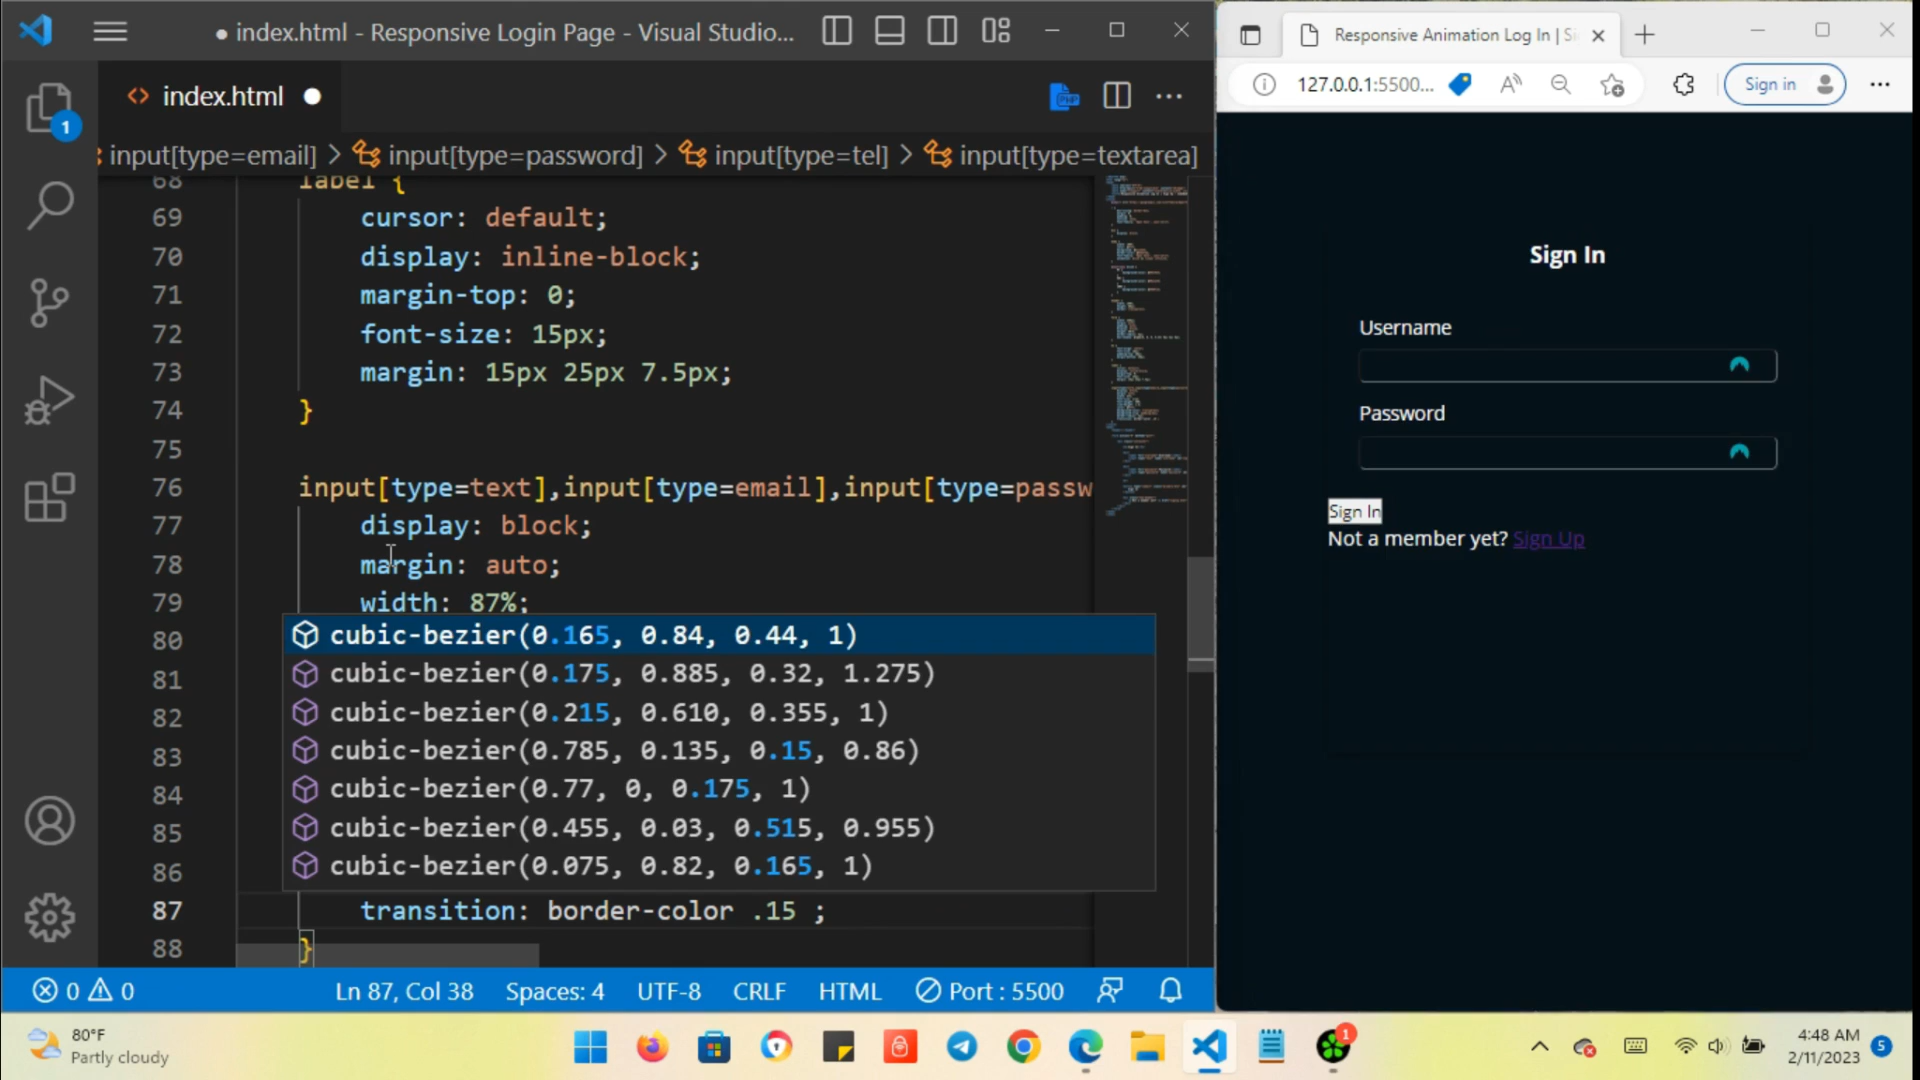 ● index.html - Responsive Login Page - Visual Studio...
<> index.html ●
PHP
1
input[type=email] > input[type=password] > input[type=tel] > input[type=textarea]
68 label {
69 cursor: default;
70 display: inline-block;
71 margin-top: 0;
72 font-size: 15px;
73 margin: 15px 25px 7.5px;
74 }
75
76 input[type=text],input[type=email],input[type=passw
77 display: block;
78 margin: auto;
79 width: 87%;
80 cubic-bezier(0.165, 0.84, 0.44, 1)
81 cubic-bezier(0.175, 0.885, 0.32, 1.275)
82 cubic-bezier(0.215, 0.610, 0.355, 1)
83 cubic-bezier(0.785, 0.135, 0.15, 0.86)
84 cubic-bezier(0.77, 0, 0.175, 1)
85 cubic-bezier(0.455, 0.03, 0.515, 0.955)
86 cubic-bezier(0.075, 0.82, 0.165, 1)
87 transition: border-color .15 ;
88 }
0 0 Ln 87, Col 38 Spaces: 4 UTF-8 CRLF HTML Port : 5500
Responsive Animation Log In | Si
127.0.0.1:5500... Sign in
Sign In
Username
Password
Sign In
Not a member yet? Sign Up
80°F
Partly cloudy
1
4:48 AM
2/11/2023
5